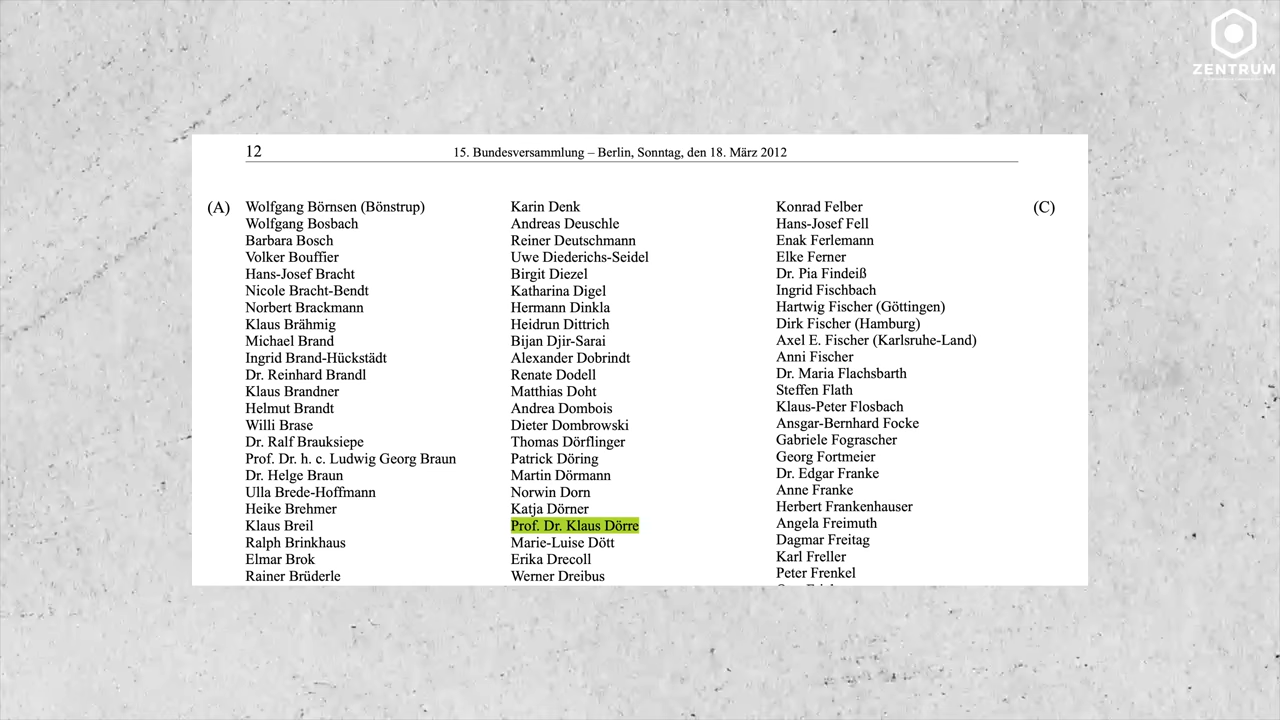 ZENTRUM
12
15. Bundesversammlung – Berlin, Sonntag, den 18. März 2012
(A)
Wolfgang Börnsen (Bönstrup)
Wolfgang Bosbach
Barbara Bosch
Volker Bouffier
Hans-Josef Bracht
Nicole Bracht-Bendt
Norbert Brackmann
Klaus Brähmig
Michael Brand
Ingrid Brand-Hückstädt
Dr. Reinhard Brandl
Klaus Brandner
Helmut Brandt
Willi Brase
Dr. Ralf Brauksiepe
Prof. Dr. h. c. Ludwig Georg Braun
Dr. Helge Braun
Ulla Brede-Hoffmann
Heike Brehmer
Klaus Breil
Ralph Brinkhaus
Elmar Brok
Rainer Brüderle
Karin Denk
Andreas Deuschle
Reiner Deutschmann
Uwe Diederichs-Seidel
Birgit Diezel
Katharina Digel
Hermann Dinkla
Heidrun Dittrich
Bijan Djir-Sarai
Alexander Dobrindt
Renate Dodell
Matthias Doht
Andrea Dombois
Dieter Dombrowski
Thomas Dörflinger
Patrick Döring
Martin Dörmann
Norwin Dorn
Katja Dörner
Prof. Dr. Klaus Dörre
Marie-Luise Dött
Erika Drecoll
Werner Dreibus
Konrad Felber
Hans-Josef Fell
Enak Ferlemann
Elke Ferner
Dr. Pia Findeiß
Ingrid Fischbach
Hartwig Fischer (Göttingen)
Dirk Fischer (Hamburg)
Axel E. Fischer (Karlsruhe-Land)
Anni Fischer
Dr. Maria Flachsbarth
Steffen Flath
Klaus-Peter Flosbach
Ansgar-Bernhard Focke
Gabriele Fograscher
Georg Fortmeier
Dr. Edgar Franke
Anne Franke
Herbert Frankenhauser
Angela Freimuth
Dagmar Freitag
Karl Freller
Peter Frenkel
(C)